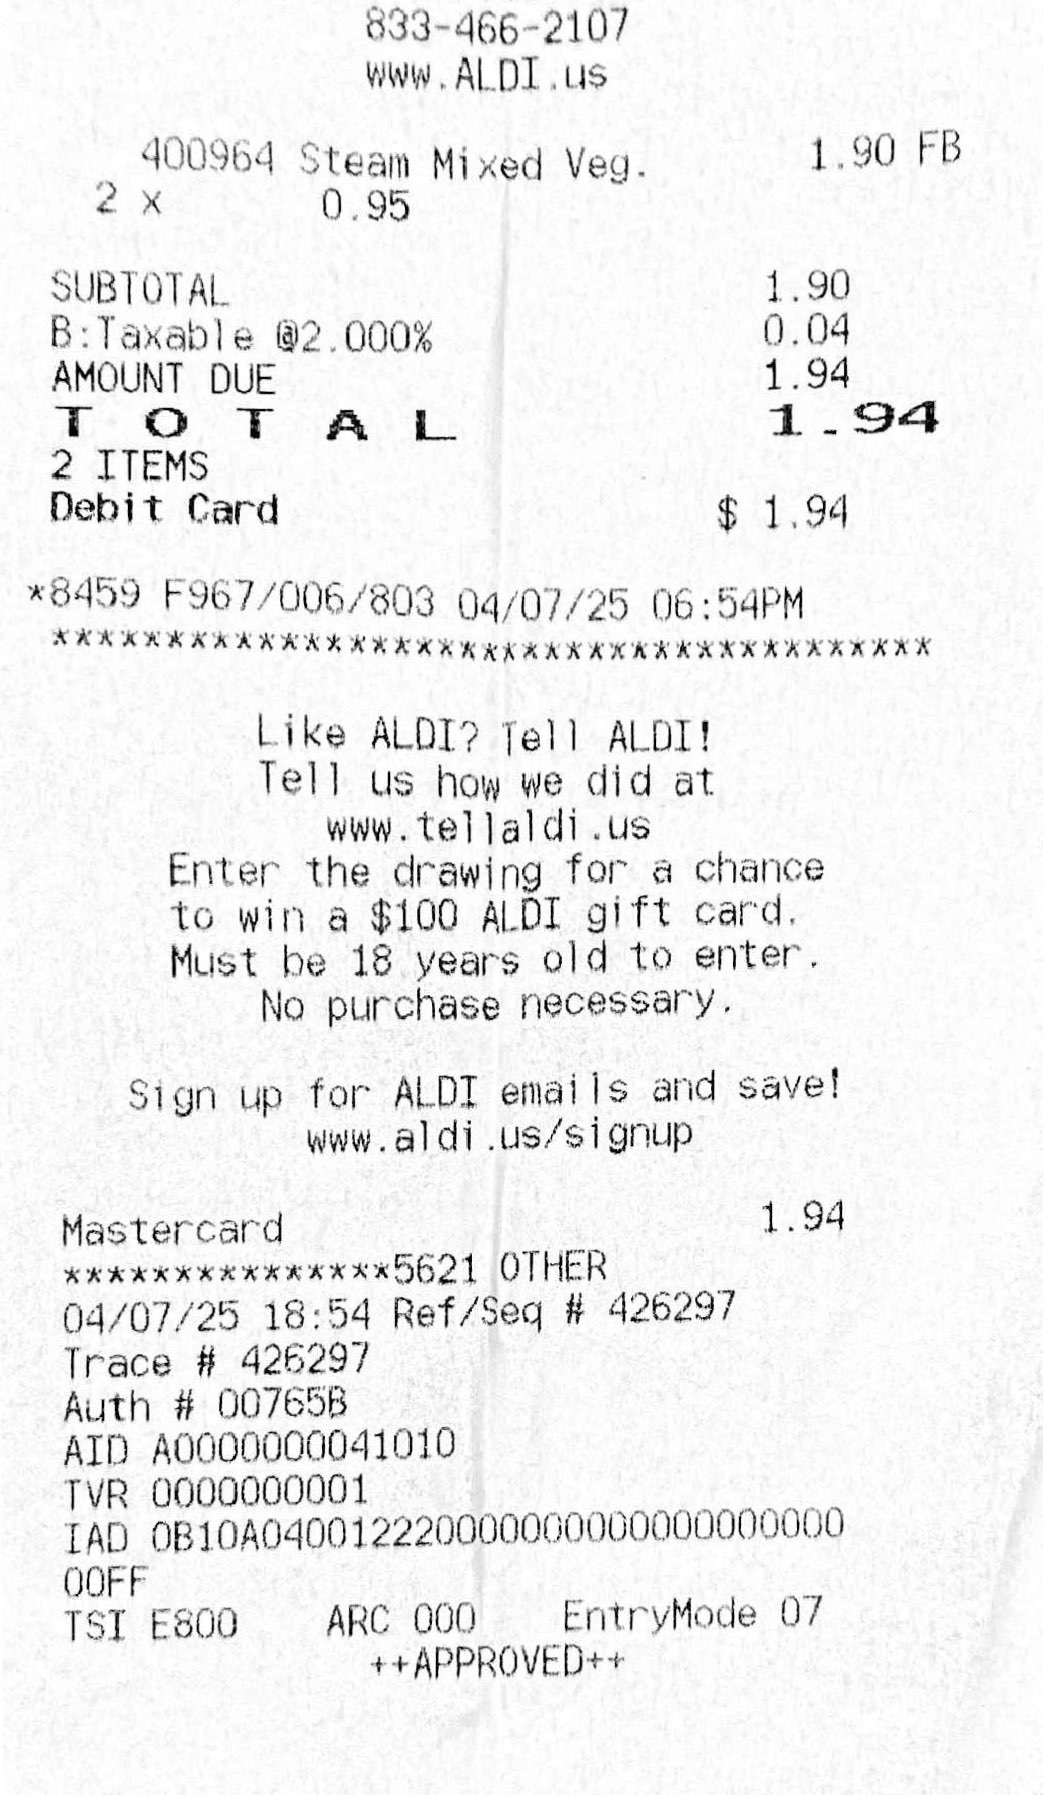 833-466-2107
www.ALDI.us
400964 Steam Mixed Veg. 1.90 FB
2 x 0.95
SUBTOTAL 1.90
B:Taxable @2.000% 0.04
AMOUNT DUE 1.94
T O T A L 1.94
2 ITEMS
Debit Card $ 1.94
*8459 F967/006/803 04/07/25 06:54PM
***************************************
Like ALDI? Tell ALDI!
Tell us how we did at
www.tellaldi.us
Enter the drawing for a chance
to win a $100 ALDI gift card.
Must be 18 years old to enter.
No purchase necessary.
Sign up for ALDI emails and save!
www.aldi.us/signup
Mastercard 1.94
***************5621 OTHER
04/07/25 18:54 Ref/Seq # 426297
Trace # 426297
Auth # 00765B
AID A0000000041010
TVR 0000000001
IAD 0B10A0400122200000000000000000000
00FF
TSI E800 ARC 000 EntryMode 07
++APPROVED++